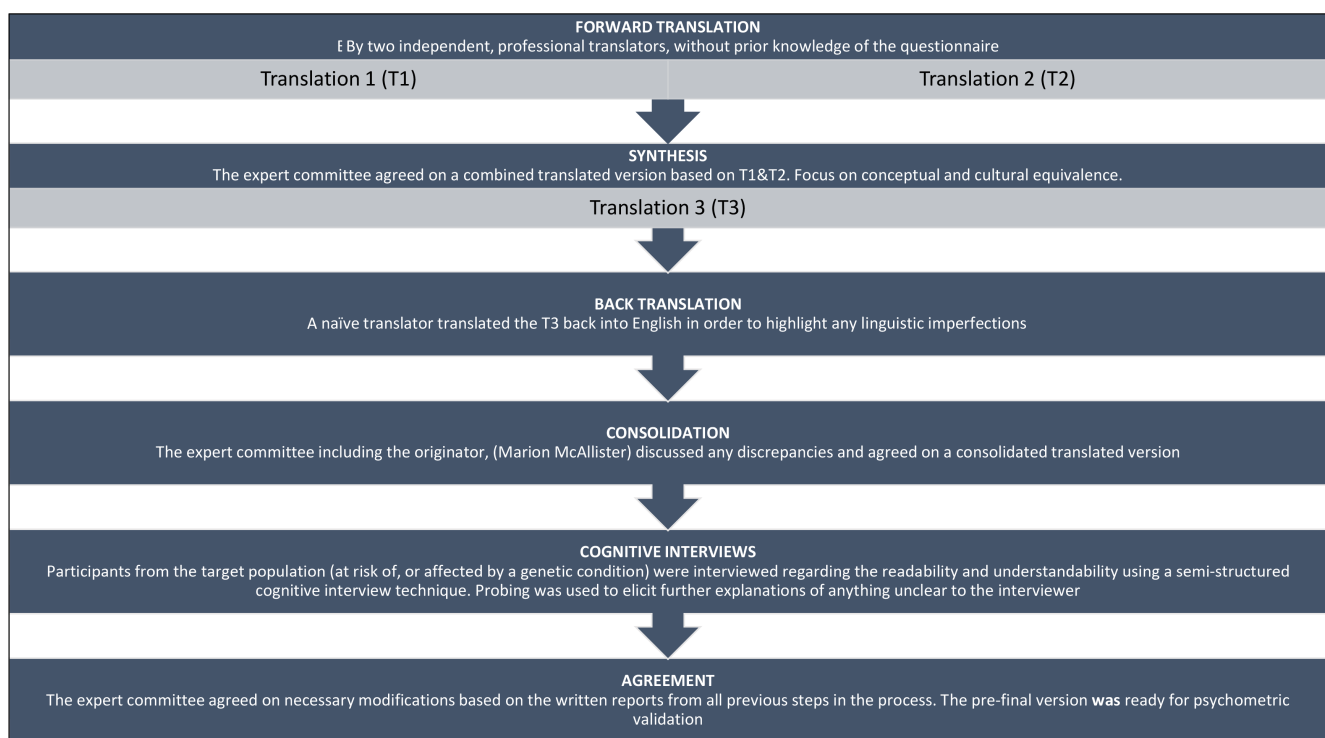 FORWARD TRANSLATION
E By two independent, professional translators, without prior knowledge of the questionnaire
Translation 1 (T1)
Translation 2 (T2)
SYNTHESIS
The expert committee agreed on a combined translated version based on T1&T2. Focus on conceptual and cultural equivalence.
Translation 3 (T3)
BACK TRANSLATION
A naïve translator translated the T3 back into English in order to highlight any linguistic imperfections
CONSOLIDATION
The expert committee including the originator, (Marion McAllister) discussed any discrepancies and agreed on a consolidated translated version
COGNITIVE INTERVIEWS
Participants from the target population (at risk of, or affected by a genetic condition) were interviewed regarding the readability and understandability using a semi-structured
cognitive interview technique. Probing was used to elicit further explanations of anything unclear to the interviewer
AGREEMENT
The expert committee agreed on necessary modifications based on the written reports from all previous steps in the process. The pre-final version was ready for psychometric
validation